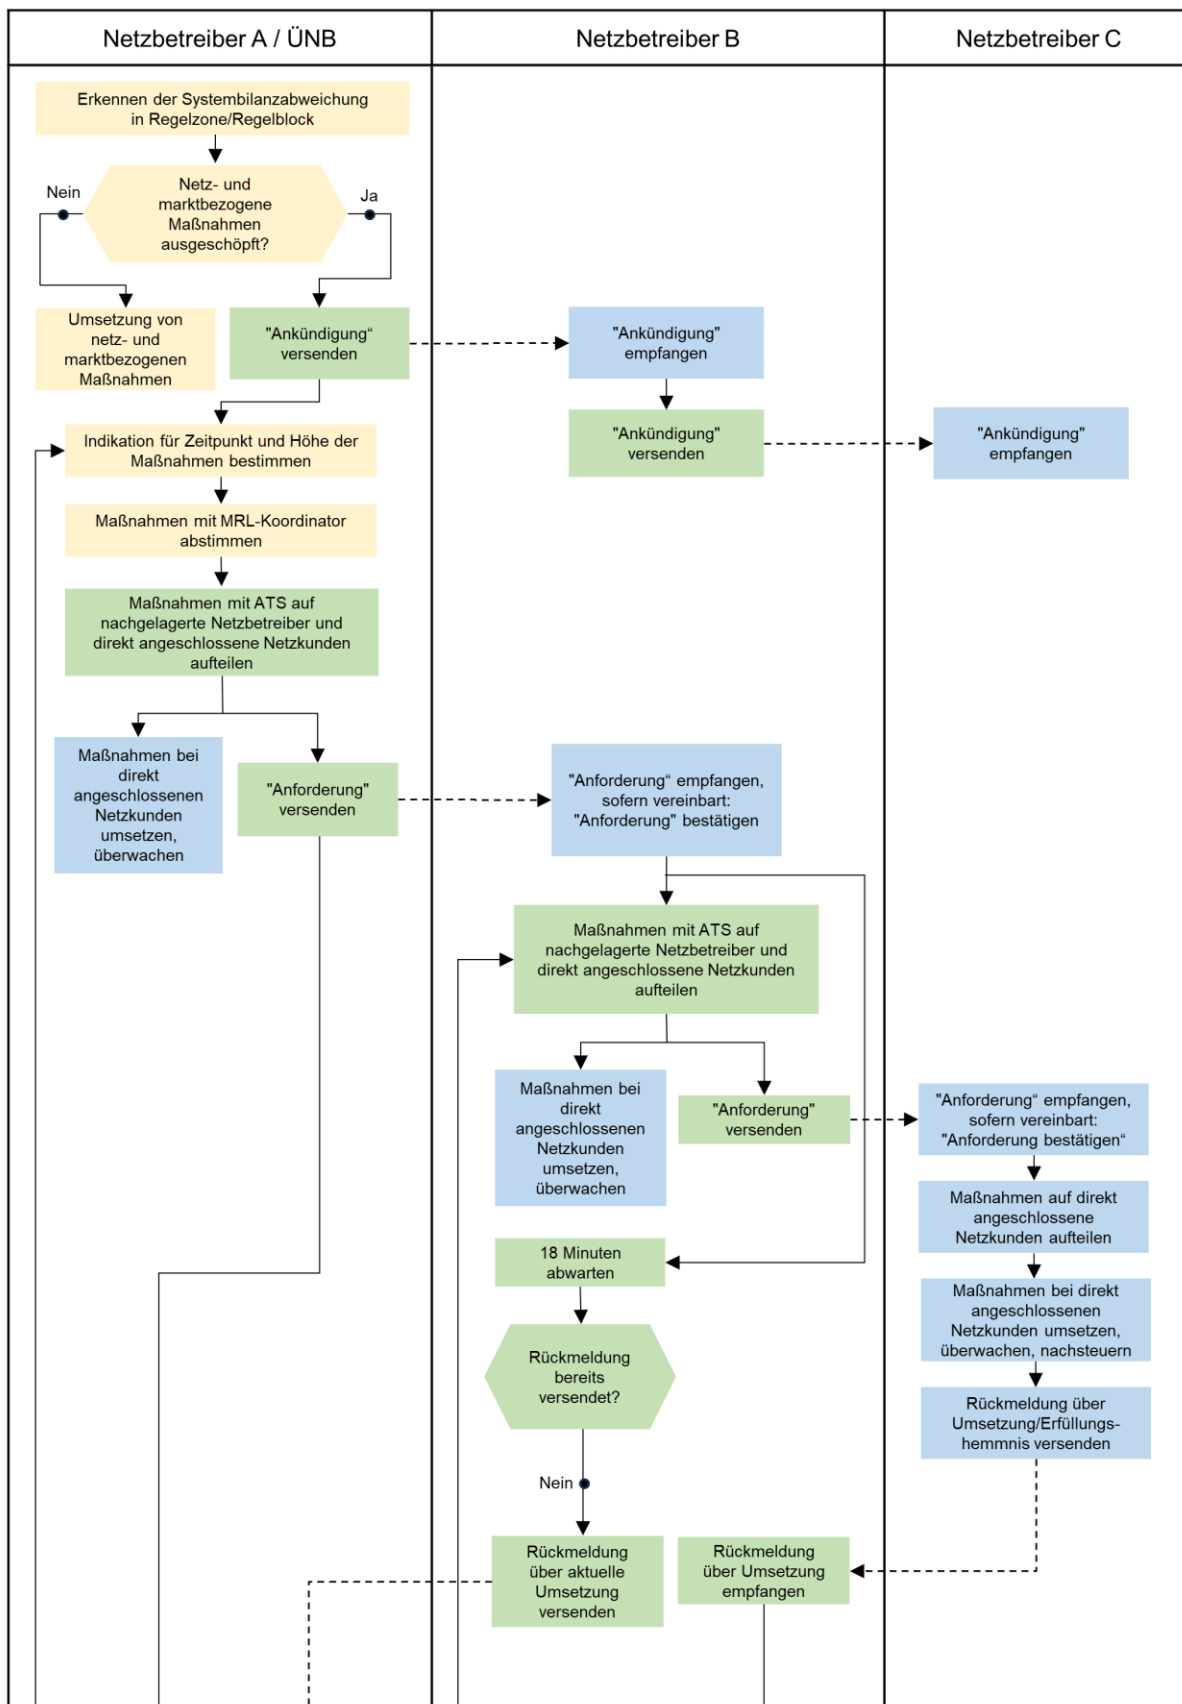 Netzbetreiber A / ÜNB
Netzbetreiber B
Netzbetreiber C
Erkennen der Systembilanzabweichung
in Regelzone/Regelblock
Netz- und
marktbezogene
Maßnahmen
ausgeschöpft?
Nein
Ja
Umsetzung von
netz- und
marktbezogenen
Maßnahmen
"Ankündigung“
versenden
"Ankündigung"
empfangen
"Ankündigung"
versenden
"Ankündigung"
empfangen
Indikation für Zeitpunkt und Höhe der
Maßnahmen bestimmen
Maßnahmen mit MRL-Koordinator
abstimmen
Maßnahmen mit ATS auf
nachgelagerte Netzbetreiber und
direkt angeschlossene Netzkunden
aufteilen
Maßnahmen bei
direkt
angeschlossenen
Netzkunden
umsetzen,
überwachen
"Anforderung"
versenden
"Anforderung“ empfangen,
sofern vereinbart:
"Anforderung" bestätigen
Maßnahmen mit ATS auf
nachgelagerte Netzbetreiber und
direkt angeschlossene Netzkunden
aufteilen
Maßnahmen bei
direkt
angeschlossenen
Netzkunden
umsetzen,
überwachen
"Anforderung"
versenden
"Anforderung“ empfangen,
sofern vereinbart:
"Anforderung bestätigen“
Maßnahmen auf direkt
angeschlossene
Netzkunden aufteilen
18 Minuten
abwarten
Maßnahmen bei direkt
angeschlossenen
Netzkunden umsetzen,
überwachen, nachsteuern
Rückmeldung
bereits
versendet?
Rückmeldung über
Umsetzung/Erfüllungs-
hemmnis versenden
Nein
Rückmeldung
über aktuelle
Umsetzung
versenden
Rückmeldung
über Umsetzung
empfangen